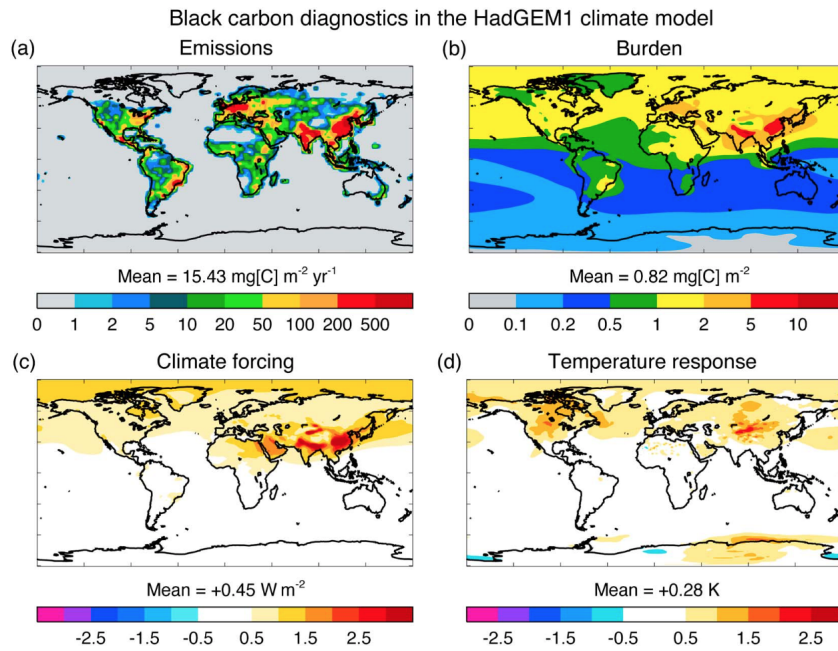 Black carbon diagnostics in the HadGEM1 climate model
(a) Emissions
(b) Burden
Mean = 15.43 mg[C] m⁻² yr⁻¹
0 1 2 5 10 20 50 100 200 500
Mean = 0.82 mg[C] m⁻²
0 0.1 0.2 0.5 1 2 5 10
(c) Climate forcing
(d) Temperature response
Mean = +0.45 W m⁻²
-2.5 -1.5 -0.5 0.5 1.5 2.5
Mean = +0.28 K
-2.5 -1.5 -0.5 0.5 1.5 2.5